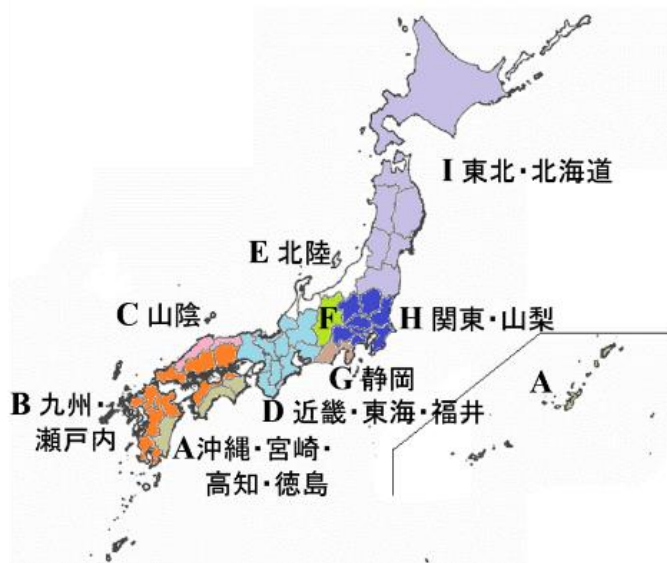 I 東北・北海道
E 北陸
C 山陰
F
H 関東・山梨
G 静岡
A
B 九州・
瀬戸内
D 近畿・東海・福井
A沖縄・宮崎・
高知・徳島